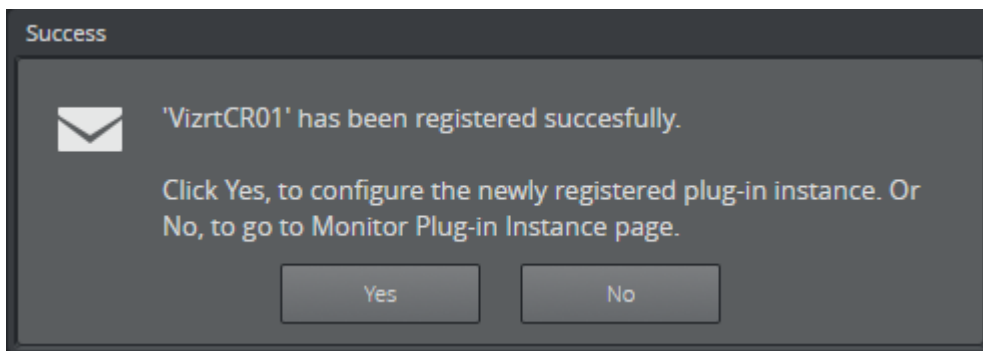 Success
'VizrtCR01' has been registered succesfully.
Click Yes, to configure the newly registered plug-in instance. Or
No, to go to Monitor Plug-in Instance page.
Yes
No